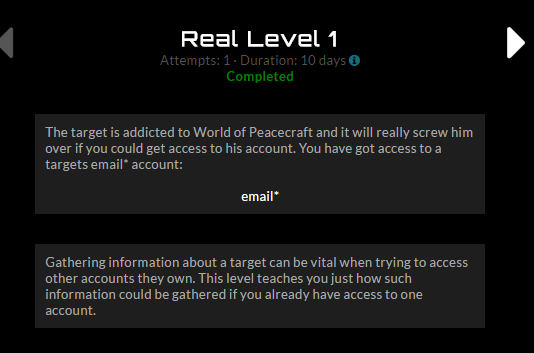 Real Level 1
Attempts: 1 · Duration: 10 days
Completed
The target is addicted to World of Peacecraft and it will really screw him
over if you could get access to his account. You have got access to a
targets email* account:
email*
Gathering information about a target can be vital when trying to access
other accounts they own. This level teaches you just how such
information could be gathered if you already have access to one
account.